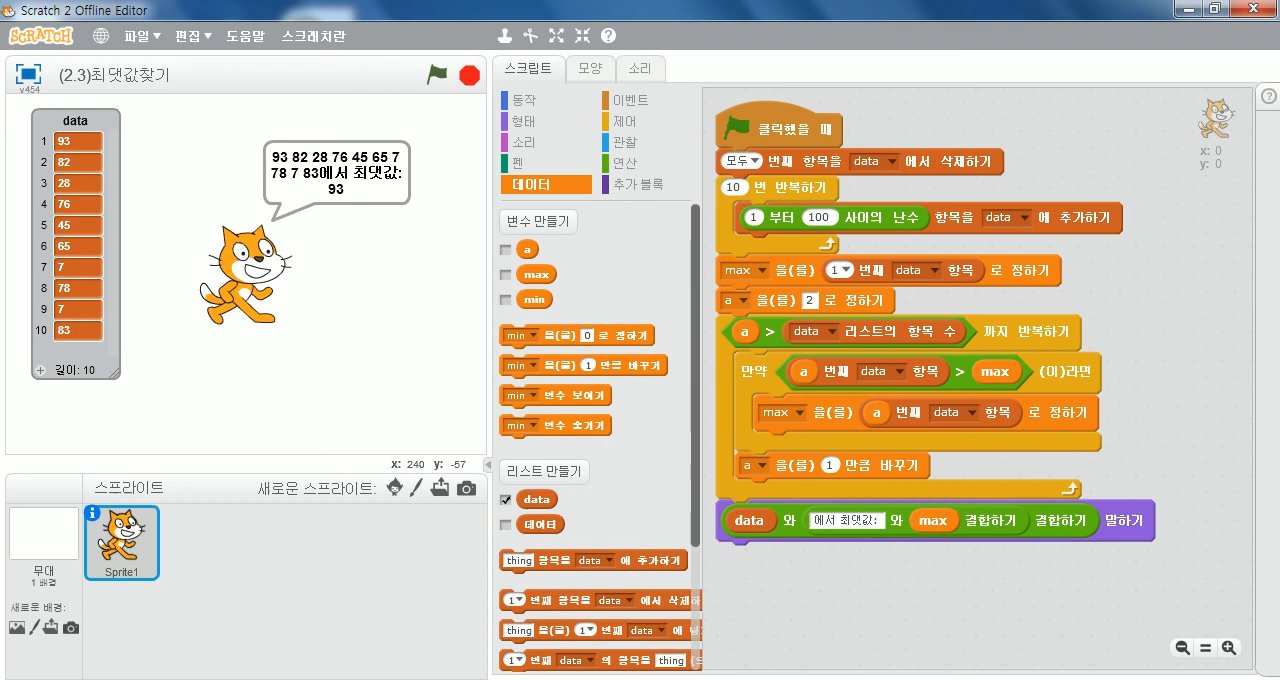 Scratch 2 Offline Editor
SCRATCH 파일 편집 도움말 스크래치란
v454 (2.3)최댓값찾기
data
1 93
2 82
3 28
4 76
5 45
6 65
7 7
8 78
9 7
10 83
길이: 10
93 82 28 76 45 65 7
78 7 83에서 최댓값:
93
x: 240 y: -57
스프라이트 새로운 스프라이트:
무대
1 배경
새로운 배경:
Sprite1
스크립트 모양 소리
동작 이벤트
형태 제어
소리 관찰
펜 연산
데이터 추가 블록
변수 만들기
a
max
min
min 을(를) 0 로 정하기
min 을(를) 1 만큼 바꾸기
min 변수 보이기
min 변수 숨기기
리스트 만들기
data
데이터
thing 항목을 data 에 추가하기
1 번째 항목을 data 에서 삭제하
thing 을(를) 1 번째 data 에
1 번째 data 의 항목을 thing
클릭했을 때
모두 번째 항목을 data 에서 삭제하기
10 번 반복하기
1 부터 100 사이의 난수 항목을 data 에 추가하기
max 을(를) 1 번째 data 항목 로 정하기
a 을(를) 2 로 정하기
a > data 리스트의 항목 수 까지 반복하기
만약 a 번째 data 항목 > max (이)라면
max 을(를) a 번째 data 항목 로 정하기
a 을(를) 1 만큼 바꾸기
data 와 에서 최댓값: 와 max 결합하기 결합하기 말하기
x: 0
y: 0